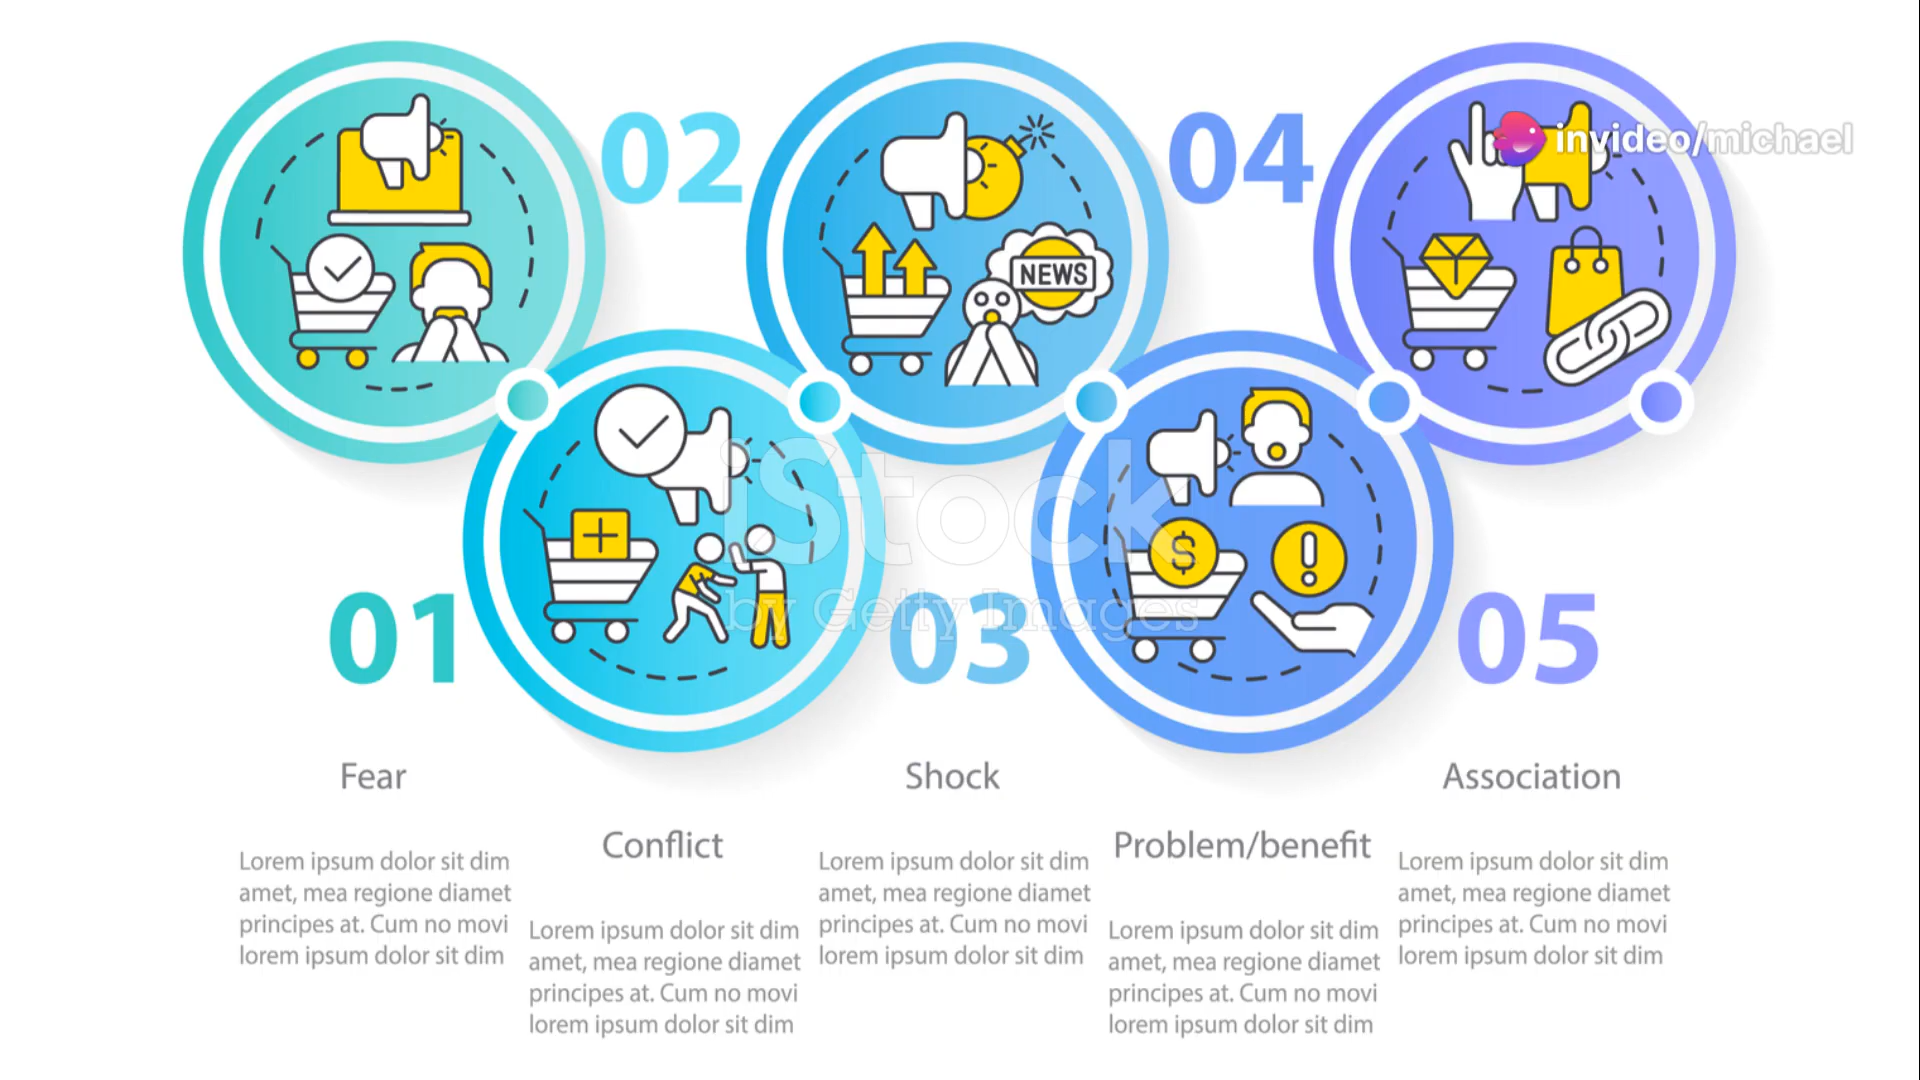 invideo/michael
02
04
NEWS
$
iStock
by Getty Images
01
03
05
Fear
Shock
Association
Conflict
Problem/benefit
Lorem ipsum dolor sit dim
amet, mea regione diamet
principes at. Cum no movi
lorem ipsum dolor sit dim
Lorem ipsum dolor sit dim
amet, mea regione diamet
principes at. Cum no movi
lorem ipsum dolor sit dim
Lorem ipsum dolor sit dim
amet, mea regione diamet
principes at. Cum no movi
lorem ipsum dolor sit dim
Lorem ipsum dolor sit dim
amet, mea regione diamet
principes at. Cum no movi
lorem ipsum dolor sit dim
Lorem ipsum dolor sit dim
amet, mea regione diamet
principes at. Cum no movi
lorem ipsum dolor sit dim